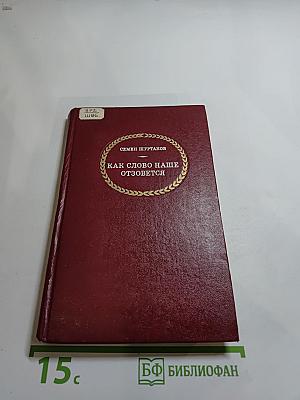 СЕМЕН ШУРТАКОВ
КАК СЛОВО НАШЕ
ОТЗОВЕТСЯ
15с
БФ БИБЛИОФАН